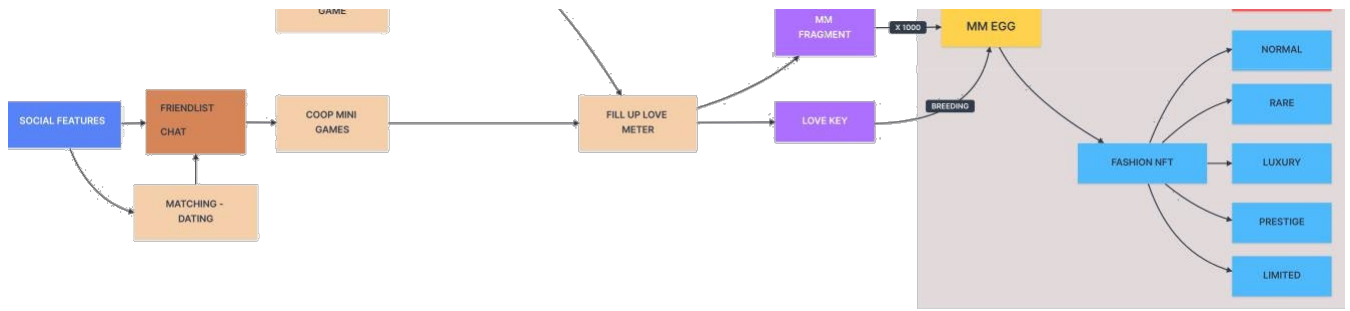 GAME
MM
FRAGMENT
X 1000
MM EGG
NORMAL
RARE
BREEDING
SOCIAL FEATURES
FRIENDLIST
CHAT
COOP MINI
GAMES
FILL UP LOVE
METER
LOVE KEY
FASHION NFT
LUXURY
MATCHING -
DATING
PRESTIGE
LIMITED